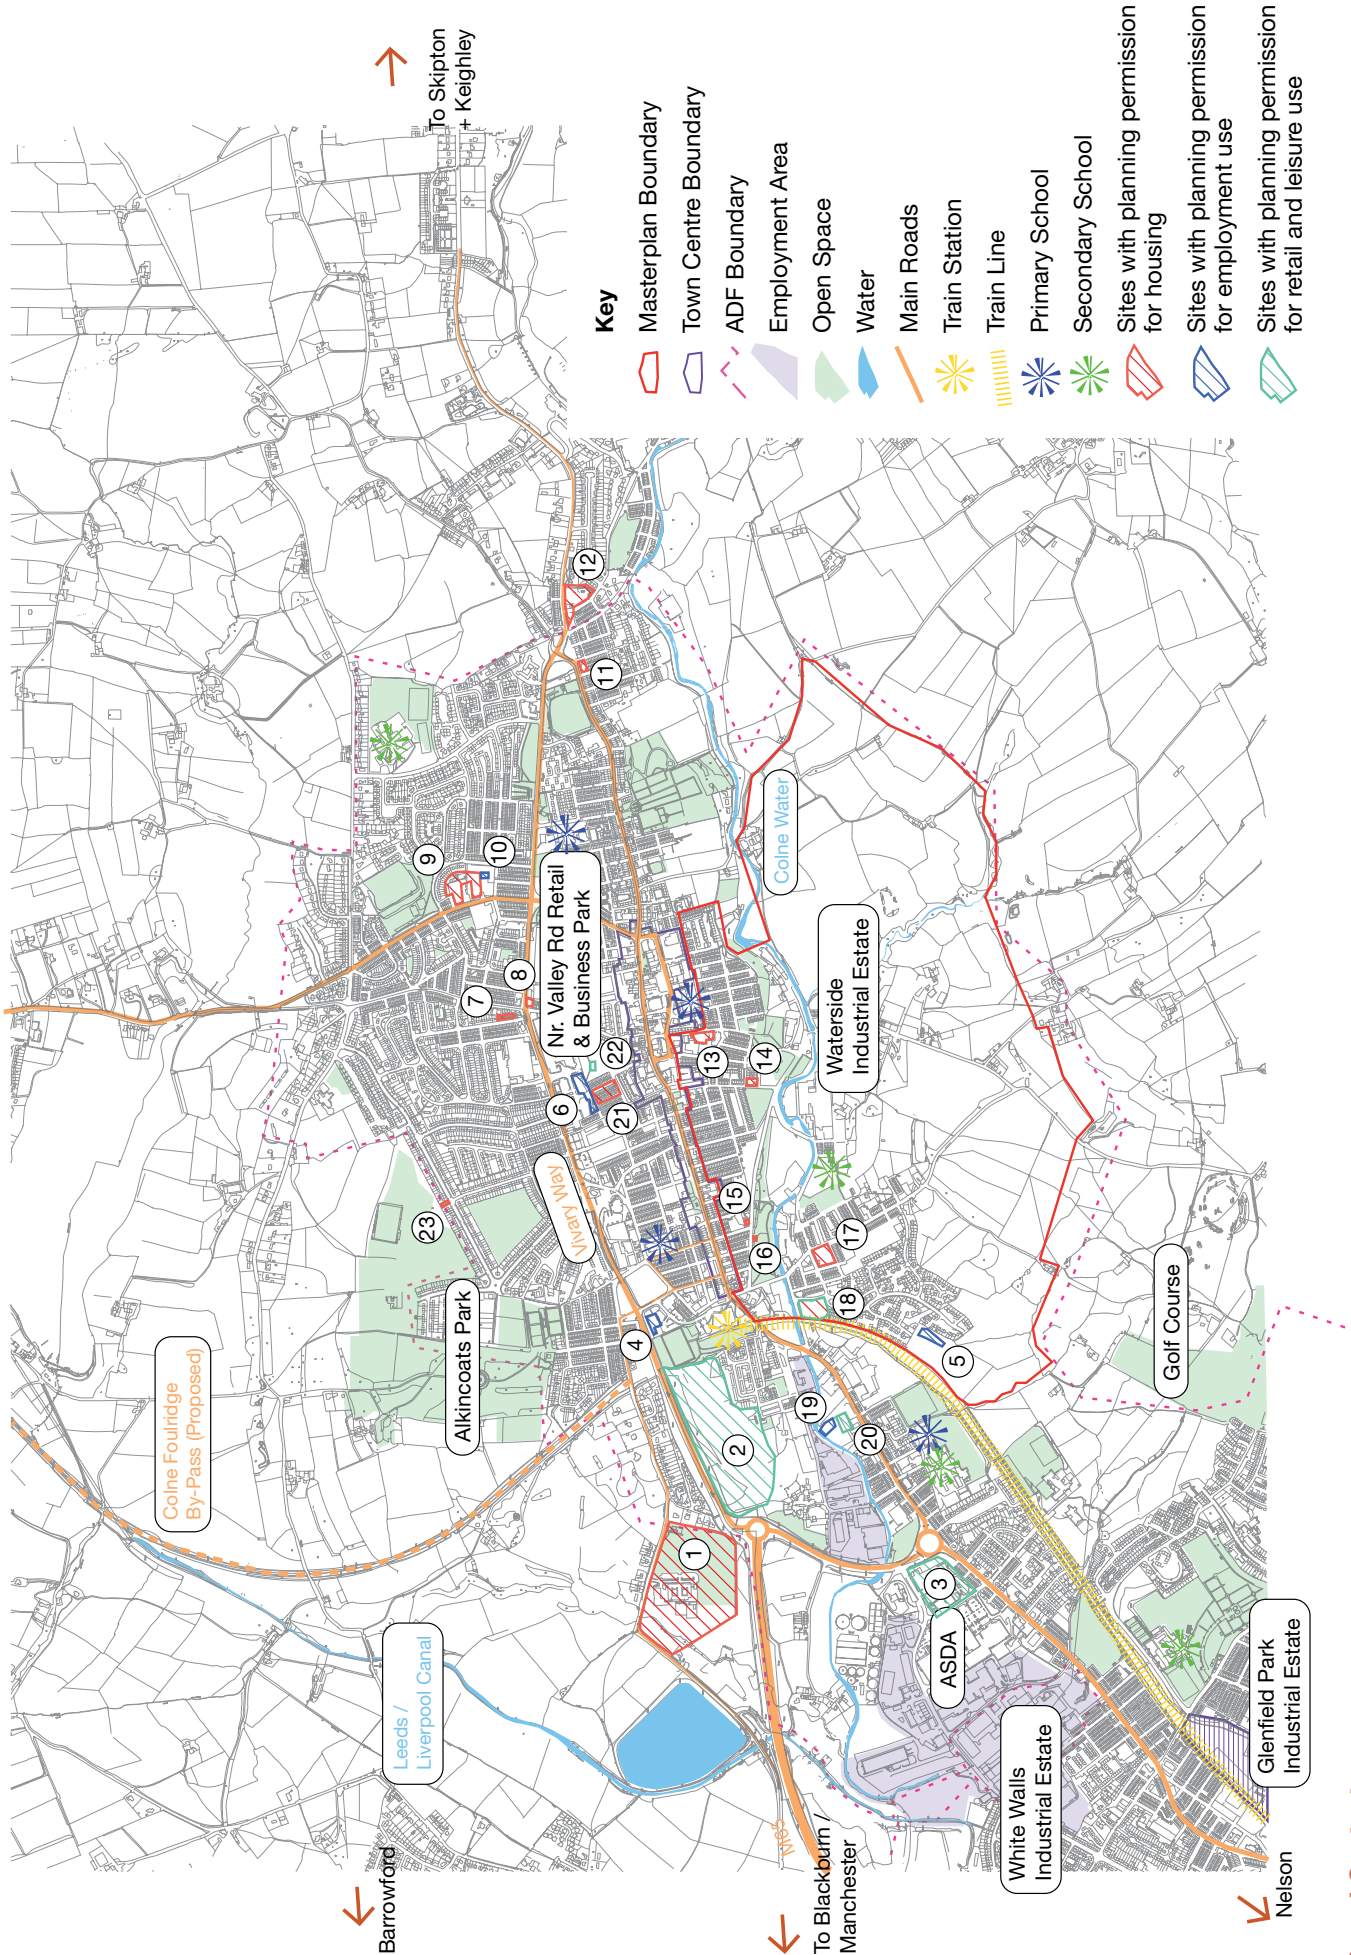 To Skipton
+ Keighley
Key
Masterplan Boundary
Town Centre Boundary
ADF Boundary
Employment Area
Open Space
Water
Main Roads
Train Station
Train Line
Primary School
Secondary School
Sites with planning permission
for housing
Sites with planning permission
for employment use
Sites with planning permission
for retail and leisure use
Colne Foulridge
By-Pass (Proposed)
Leeds /
Liverpool Canal
Barrowford
Alkincoats Park
Vivary Way
Nr. Valley Rd Retail
& Business Park
Colne Water
Waterside
Industrial Estate
Golf Course
ASDA
White Walls
Industrial Estate
Glenfield Park
Industrial Estate
M65
To Blackburn /
Manchester
Nelson
1
2
3
4
5
6
7
8
9
10
11
12
13
14
15
16
17
18
19
20
21
22
23